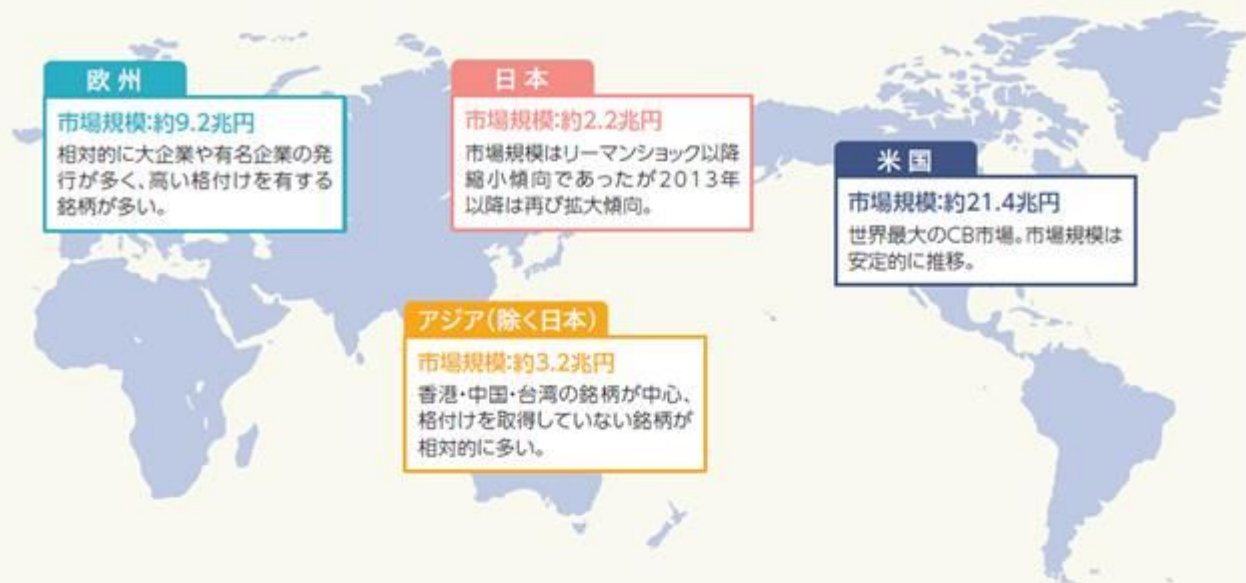 欧州
市場規模:約9.2兆円
相対的に大企業や有名企業の発
行が多く、高い格付けを有する
銘柄が多い。
日本
市場規模:約2.2兆円
市場規模はリーマンショック以降
縮小傾向であったが2013年
以降は再び拡大傾向。
米国
市場規模:約21.4兆円
世界最大のCB市場。市場規模は
安定的に推移。
アジア(除く日本)
市場規模:約3.2兆円
香港・中国・台湾の銘柄が中心、
格付けを取得していない銘柄が
相対的に多い。